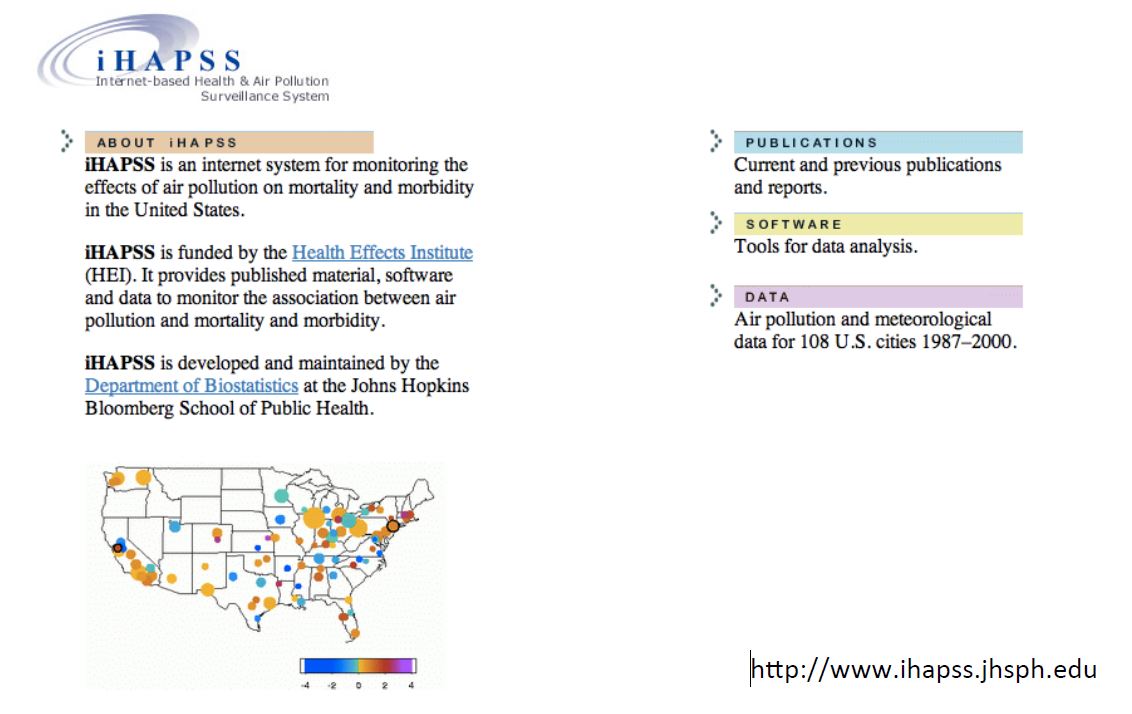 iHAPSS
Internet-based Health & Air Pollution
Surveillance System
ABOUT iHAPSS
iHAPSS is an internet system for monitoring the
effects of air pollution on mortality and morbidity
in the United States.
iHAPSS is funded by the Health Effects Institute
(HEI). It provides published material, software
and data to monitor the association between air
pollution and mortality and morbidity.
iHAPSS is developed and maintained by the
Department of Biostatistics at the Johns Hopkins
Bloomberg School of Public Health.
-4 -2 0 2 4
PUBLICATIONS
Current and previous publications
and reports.
SOFTWARE
Tools for data analysis.
DATA
Air pollution and meteorological
data for 108 U.S. cities 1987–2000.
http://www.ihapss.jhsph.edu